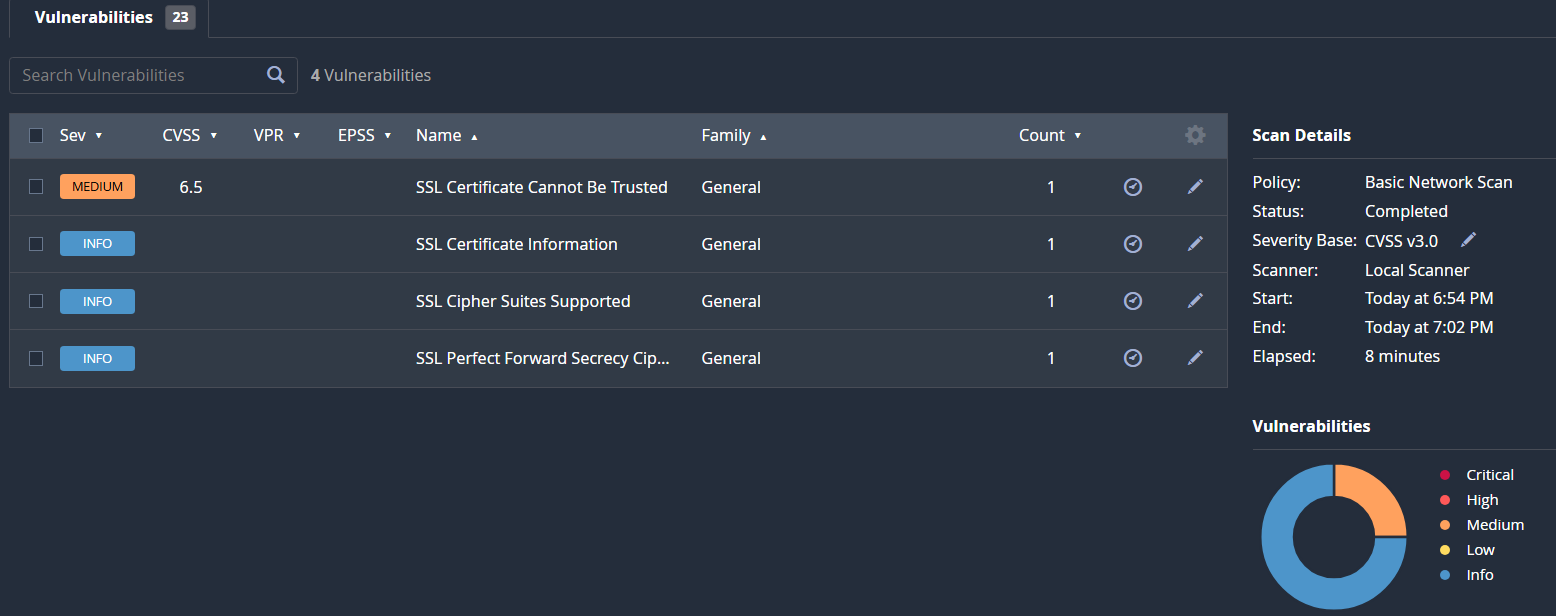 Vulnerabilities 23
Search Vulnerabilities
4 Vulnerabilities
Sev CVSS VPR EPSS Name Family Count
MEDIUM 6.5 SSL Certificate Cannot Be Trusted General 1
INFO SSL Certificate Information General 1
INFO SSL Cipher Suites Supported General 1
INFO SSL Perfect Forward Secrecy Cip... General 1
Scan Details
Policy: Basic Network Scan
Status: Completed
Severity Base: CVSS v3.0
Scanner: Local Scanner
Start: Today at 6:54 PM
End: Today at 7:02 PM
Elapsed: 8 minutes
Vulnerabilities
Critical
High
Medium
Low
Info